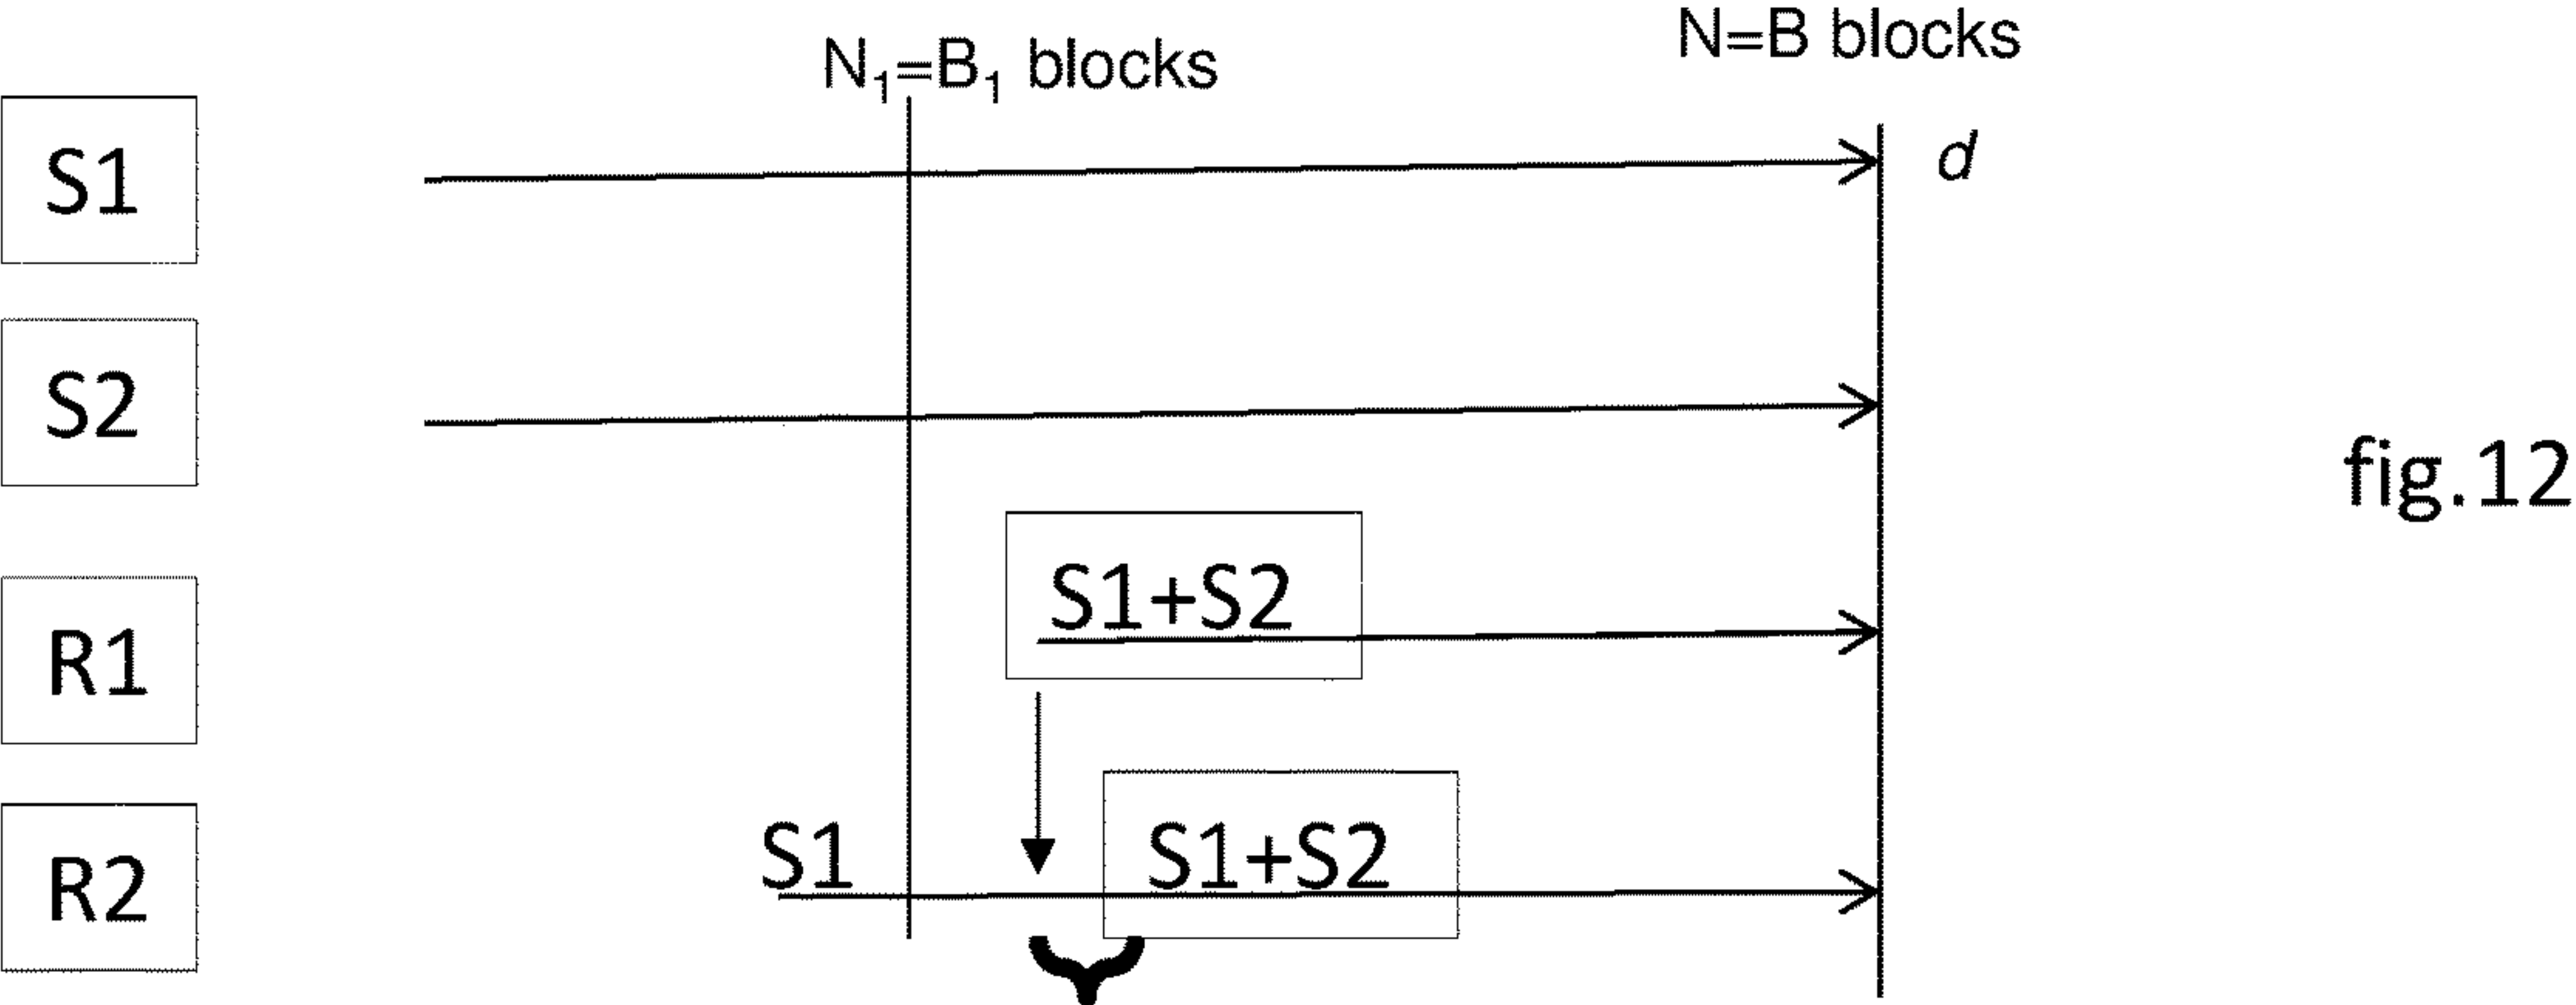 N₁=B₁ blocks
N=B blocks
S1
d
S2
fig.12
S1+S2
R1
S1
S1+S2
R2